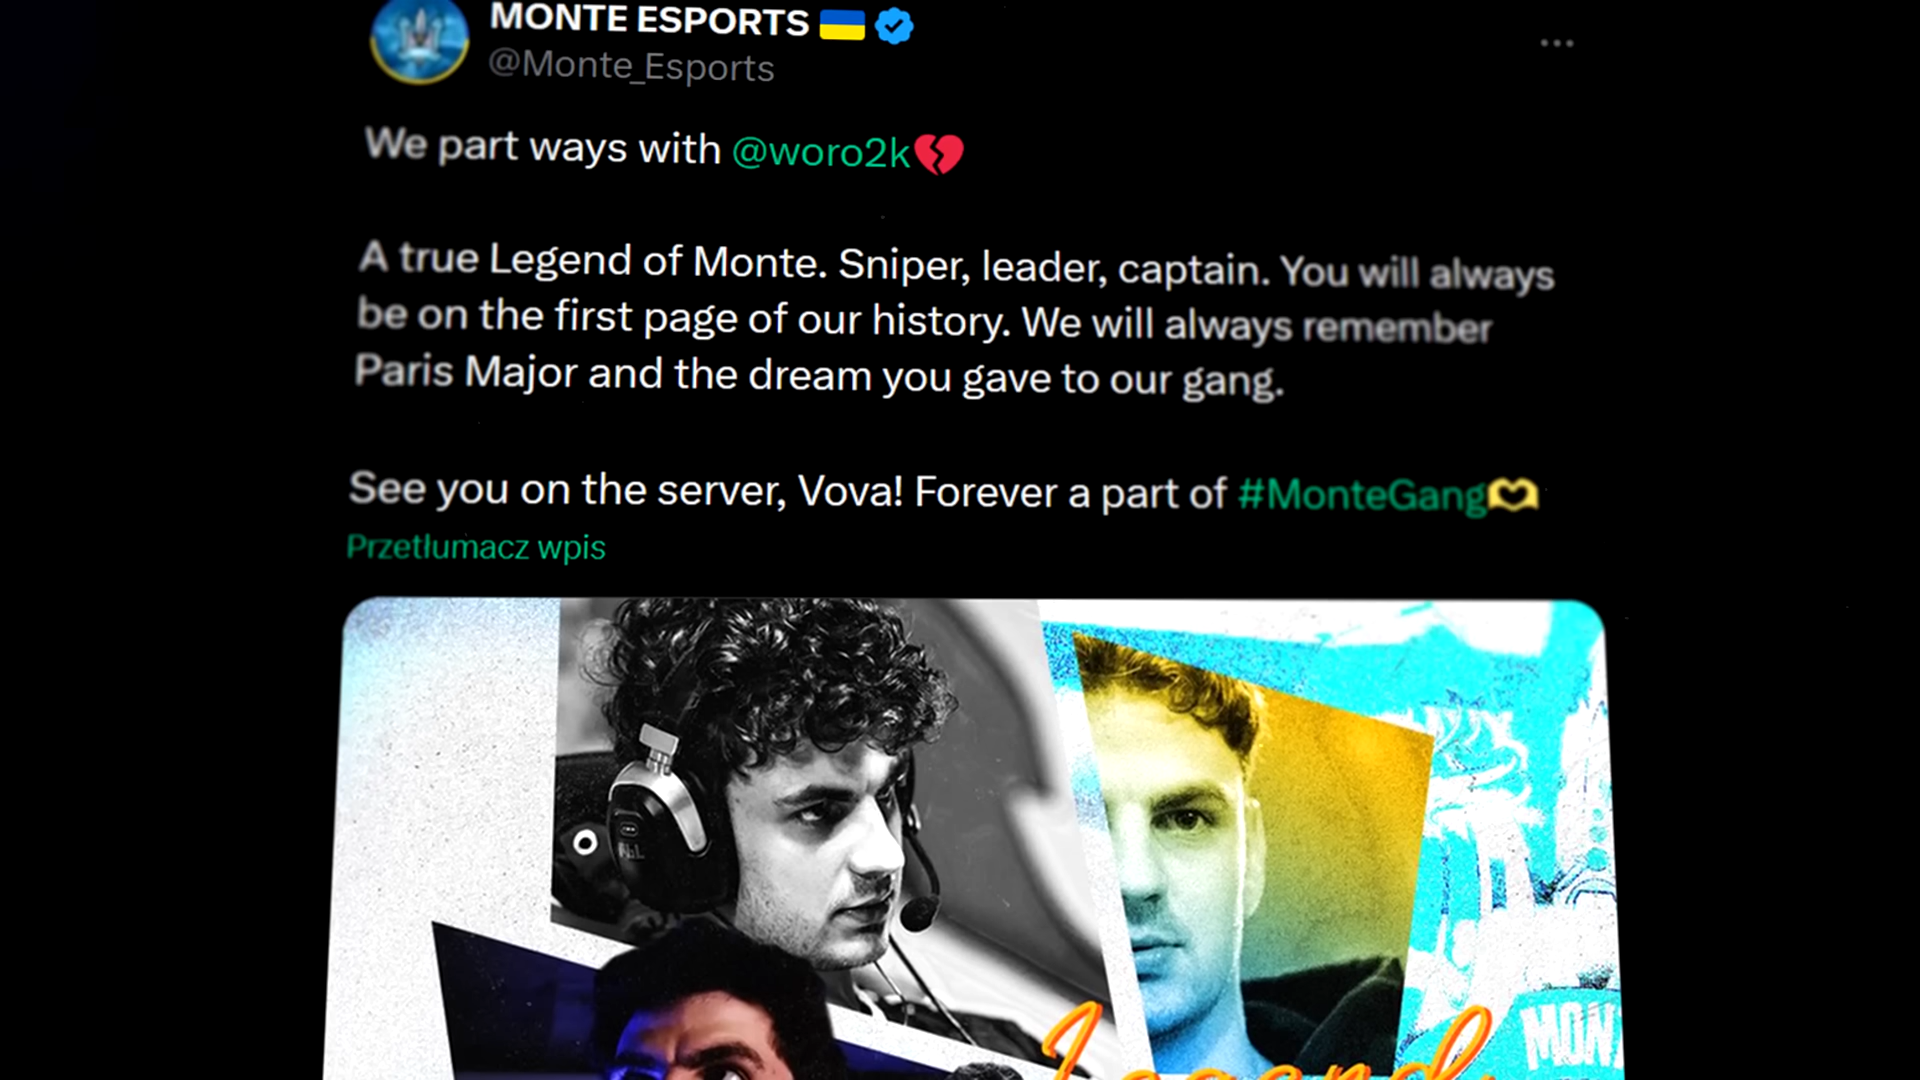 MONTE ESPORTS
@Monte_Esports
We part ways with @woro2k
A true Legend of Monte. Sniper, leader, captain. You will always
be on the first page of our history. We will always remember
Paris Major and the dream you gave to our gang.
See you on the server, Vova! Forever a part of #MonteGang
Przetłumacz wpis
Legend
MON